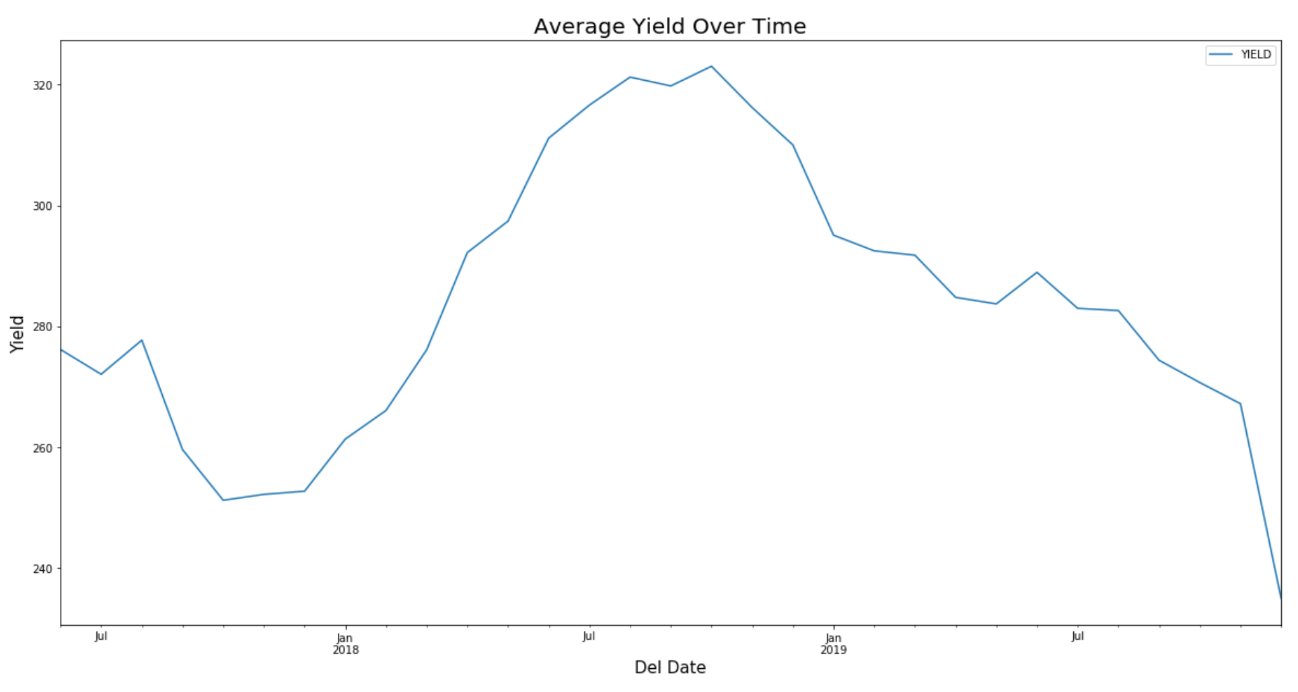 Average Yield Over Time
YIELD
320
300
280
260
240
Yield
Jul
Jan
2018
Jul
Jan
2019
Jul
Del Date